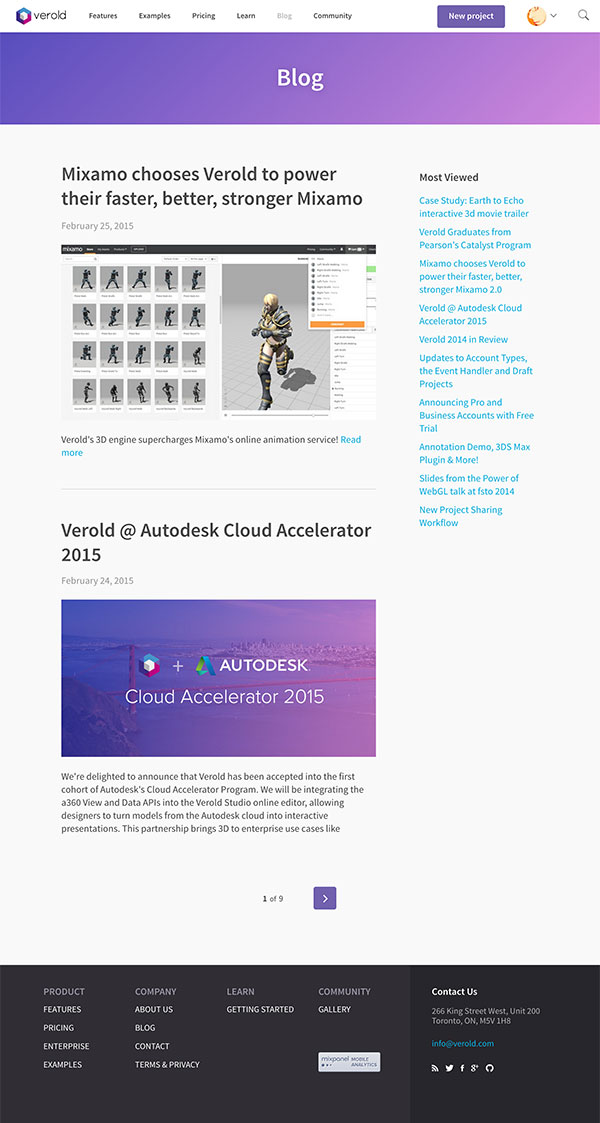 verold
Features
Examples
Pricing
Learn
Blog
Community
New project
Blog
Mixamo chooses Verold to power
their faster, better, stronger Mixamo
February 25, 2015
mixamo
Verold's 3D engine supercharges Mixamo's online animation service! Read
more
Verold @ Autodesk Cloud Accelerator
2015
February 24, 2015
+ AUTODESK.
Cloud Accelerator 2015
We're delighted to announce that Verold has been accepted into the first
cohort of Autodesk's Cloud Accelerator Program. We will be integrating the
a360 View and Data APIs into the Verold Studio online editor, allowing
designers to turn models from the Autodesk cloud into interactive
presentations. This partnership brings 3D to enterprise use cases like
Most Viewed
Case Study: Earth to Echo
interactive 3d movie trailer
Verold Graduates from
Pearson's Catalyst Program
Mixamo chooses Verold to
power their faster, better,
stronger Mixamo 2.0
Verold @ Autodesk Cloud
Accelerator 2015
Verold 2014 in Review
Updates to Account Types,
the Event Handler and Draft
Projects
Announcing Pro and
Business Accounts with Free
Trial
Annotation Demo, 3DS Max
Plugin & More!
Slides from the Power of
WebGL talk at fsto 2014
New Project Sharing
Workflow
1 of 9
PRODUCT
FEATURES
PRICING
ENTERPRISE
EXAMPLES
COMPANY
ABOUT US
BLOG
CONTACT
TERMS & PRIVACY
LEARN
GETTING STARTED
COMMUNITY
GALLERY
mixpanel MOBILE
ANALYTICS
Contact Us
266 King Street West, Unit 200
Toronto, ON, M5V 1H8
info@verold.com